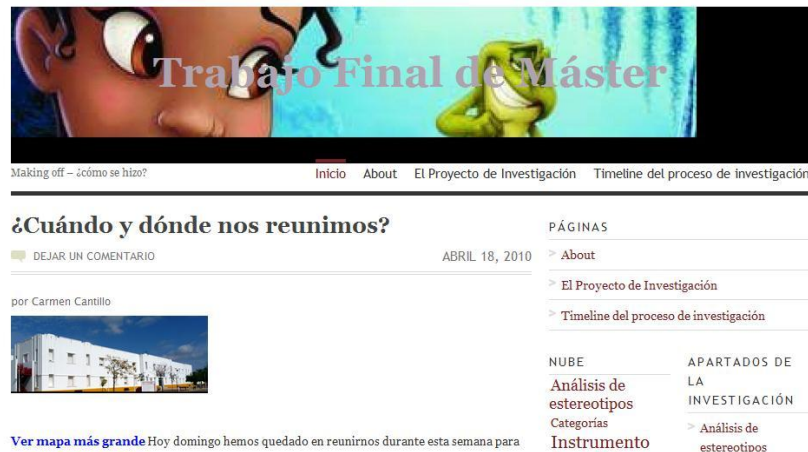 Trabajo Final de Máster
Making off – ¿cómo se hizo?
Inicio About El Proyecto de Investigación Timeline del proceso de investigación
¿Cuándo y dónde nos reunimos?
DEJAR UN COMENTARIO ABRIL 18, 2010
por Carmen Cantillo
Ver mapa más grande Hoy domingo hemos quedado en reunirnos durante esta semana para
PÁGINAS
> About
> El Proyecto de Investigación
> Timeline del proceso de investigación
NUBE
Análisis de
estereotipos
Categorías
Instrumento
APARTADOS DE
LA
INVESTIGACIÓN
> Análisis de
estereotipos